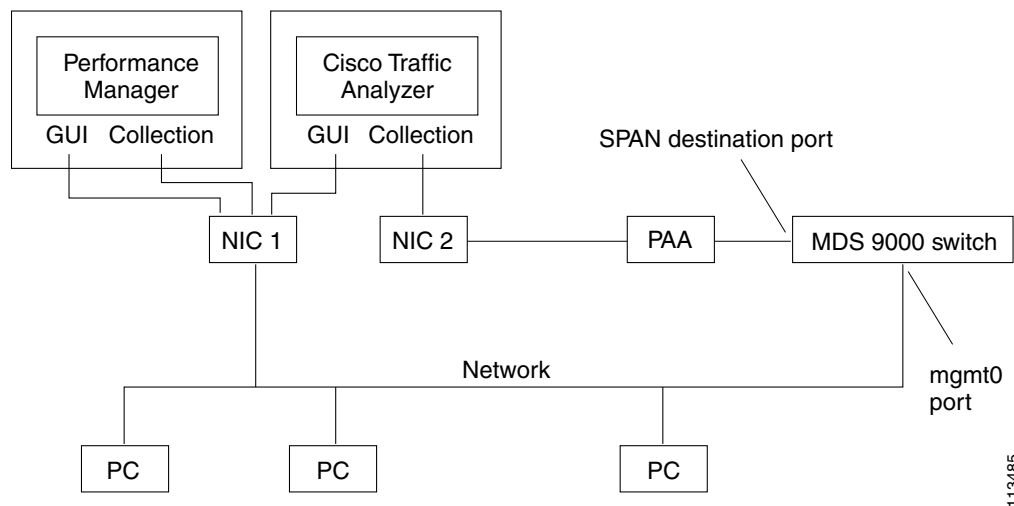 Performance
Manager
GUI Collection
Cisco Traffic
Analyzer
GUI Collection
SPAN destination port
NIC 1
NIC 2
PAA
MDS 9000 switch
Network
mgmt0
port
PC
PC
PC
113485